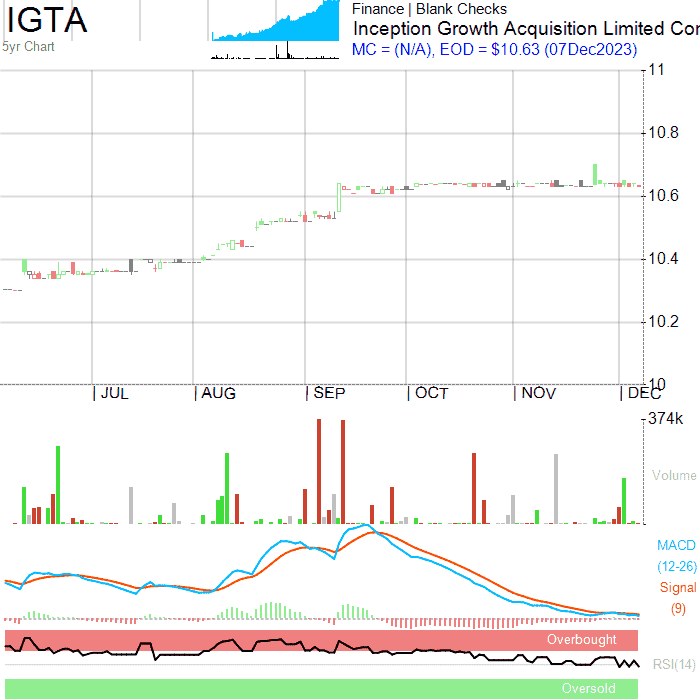 IGTA
5yr Chart
Finance | Blank Checks
Inception Growth Acquisition Limited Cor
MC = (N/A), EOD = $10.63 (07Dec2023)
11
10.8
10.6
10.4
10.2
10
JUL
AUG
SEP
OCT
NOV
DEC
374k
Volume
MACD
(12-26)
Signal
(9)
Overbought
RSI(14)
Oversold